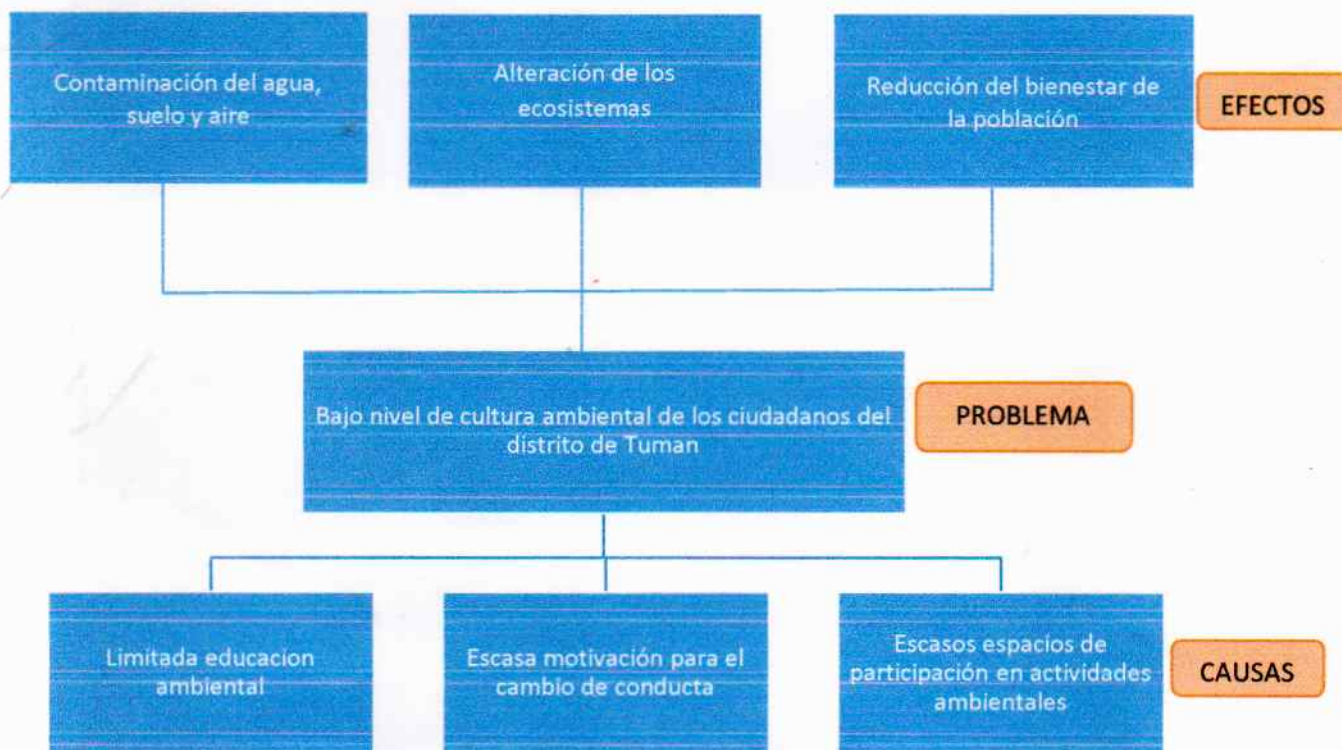 Contaminación del agua,
suelo y aire
Alteración de los
ecosistemas
Reducción del bienestar de
la población
EFECTOS
Bajo nivel de cultura ambiental de los ciudadanos del
distrito de Tuman
PROBLEMA
Limitada educacion
ambiental
Escasa motivación para el
cambio de conducta
Escasos espacios de
participación en actividades
ambientales
CAUSAS